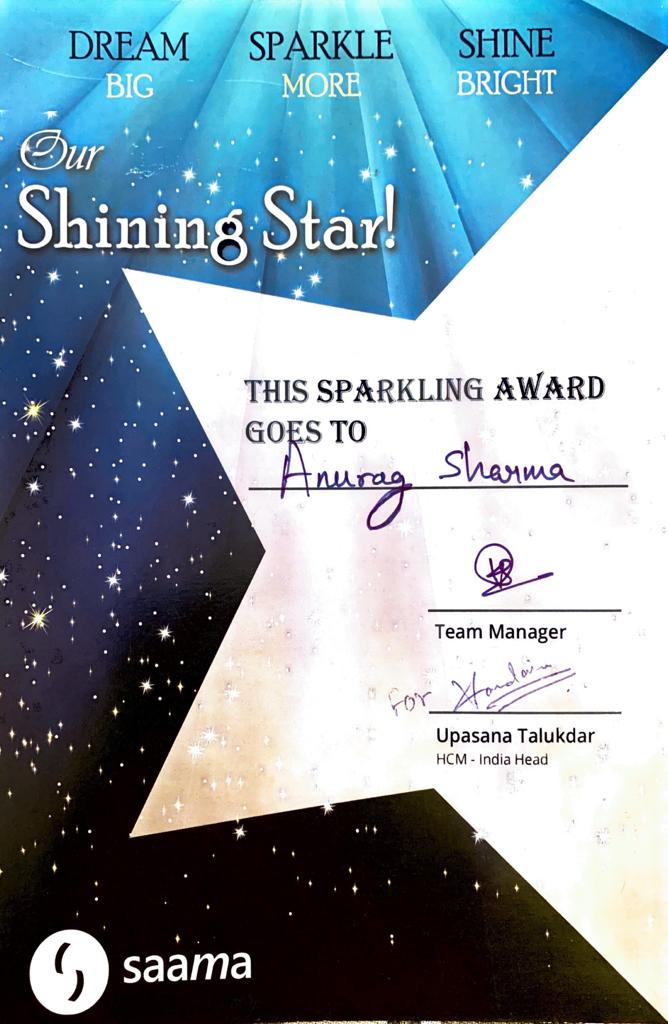 DREAM SPARKLE SHINE
BIG MORE BRIGHT
Our
Shining Star!
THIS SPARKLING AWARD
GOES TO
Anurag Sharma
Team Manager
For
Upasana Talukdar
HCM - India Head
saama